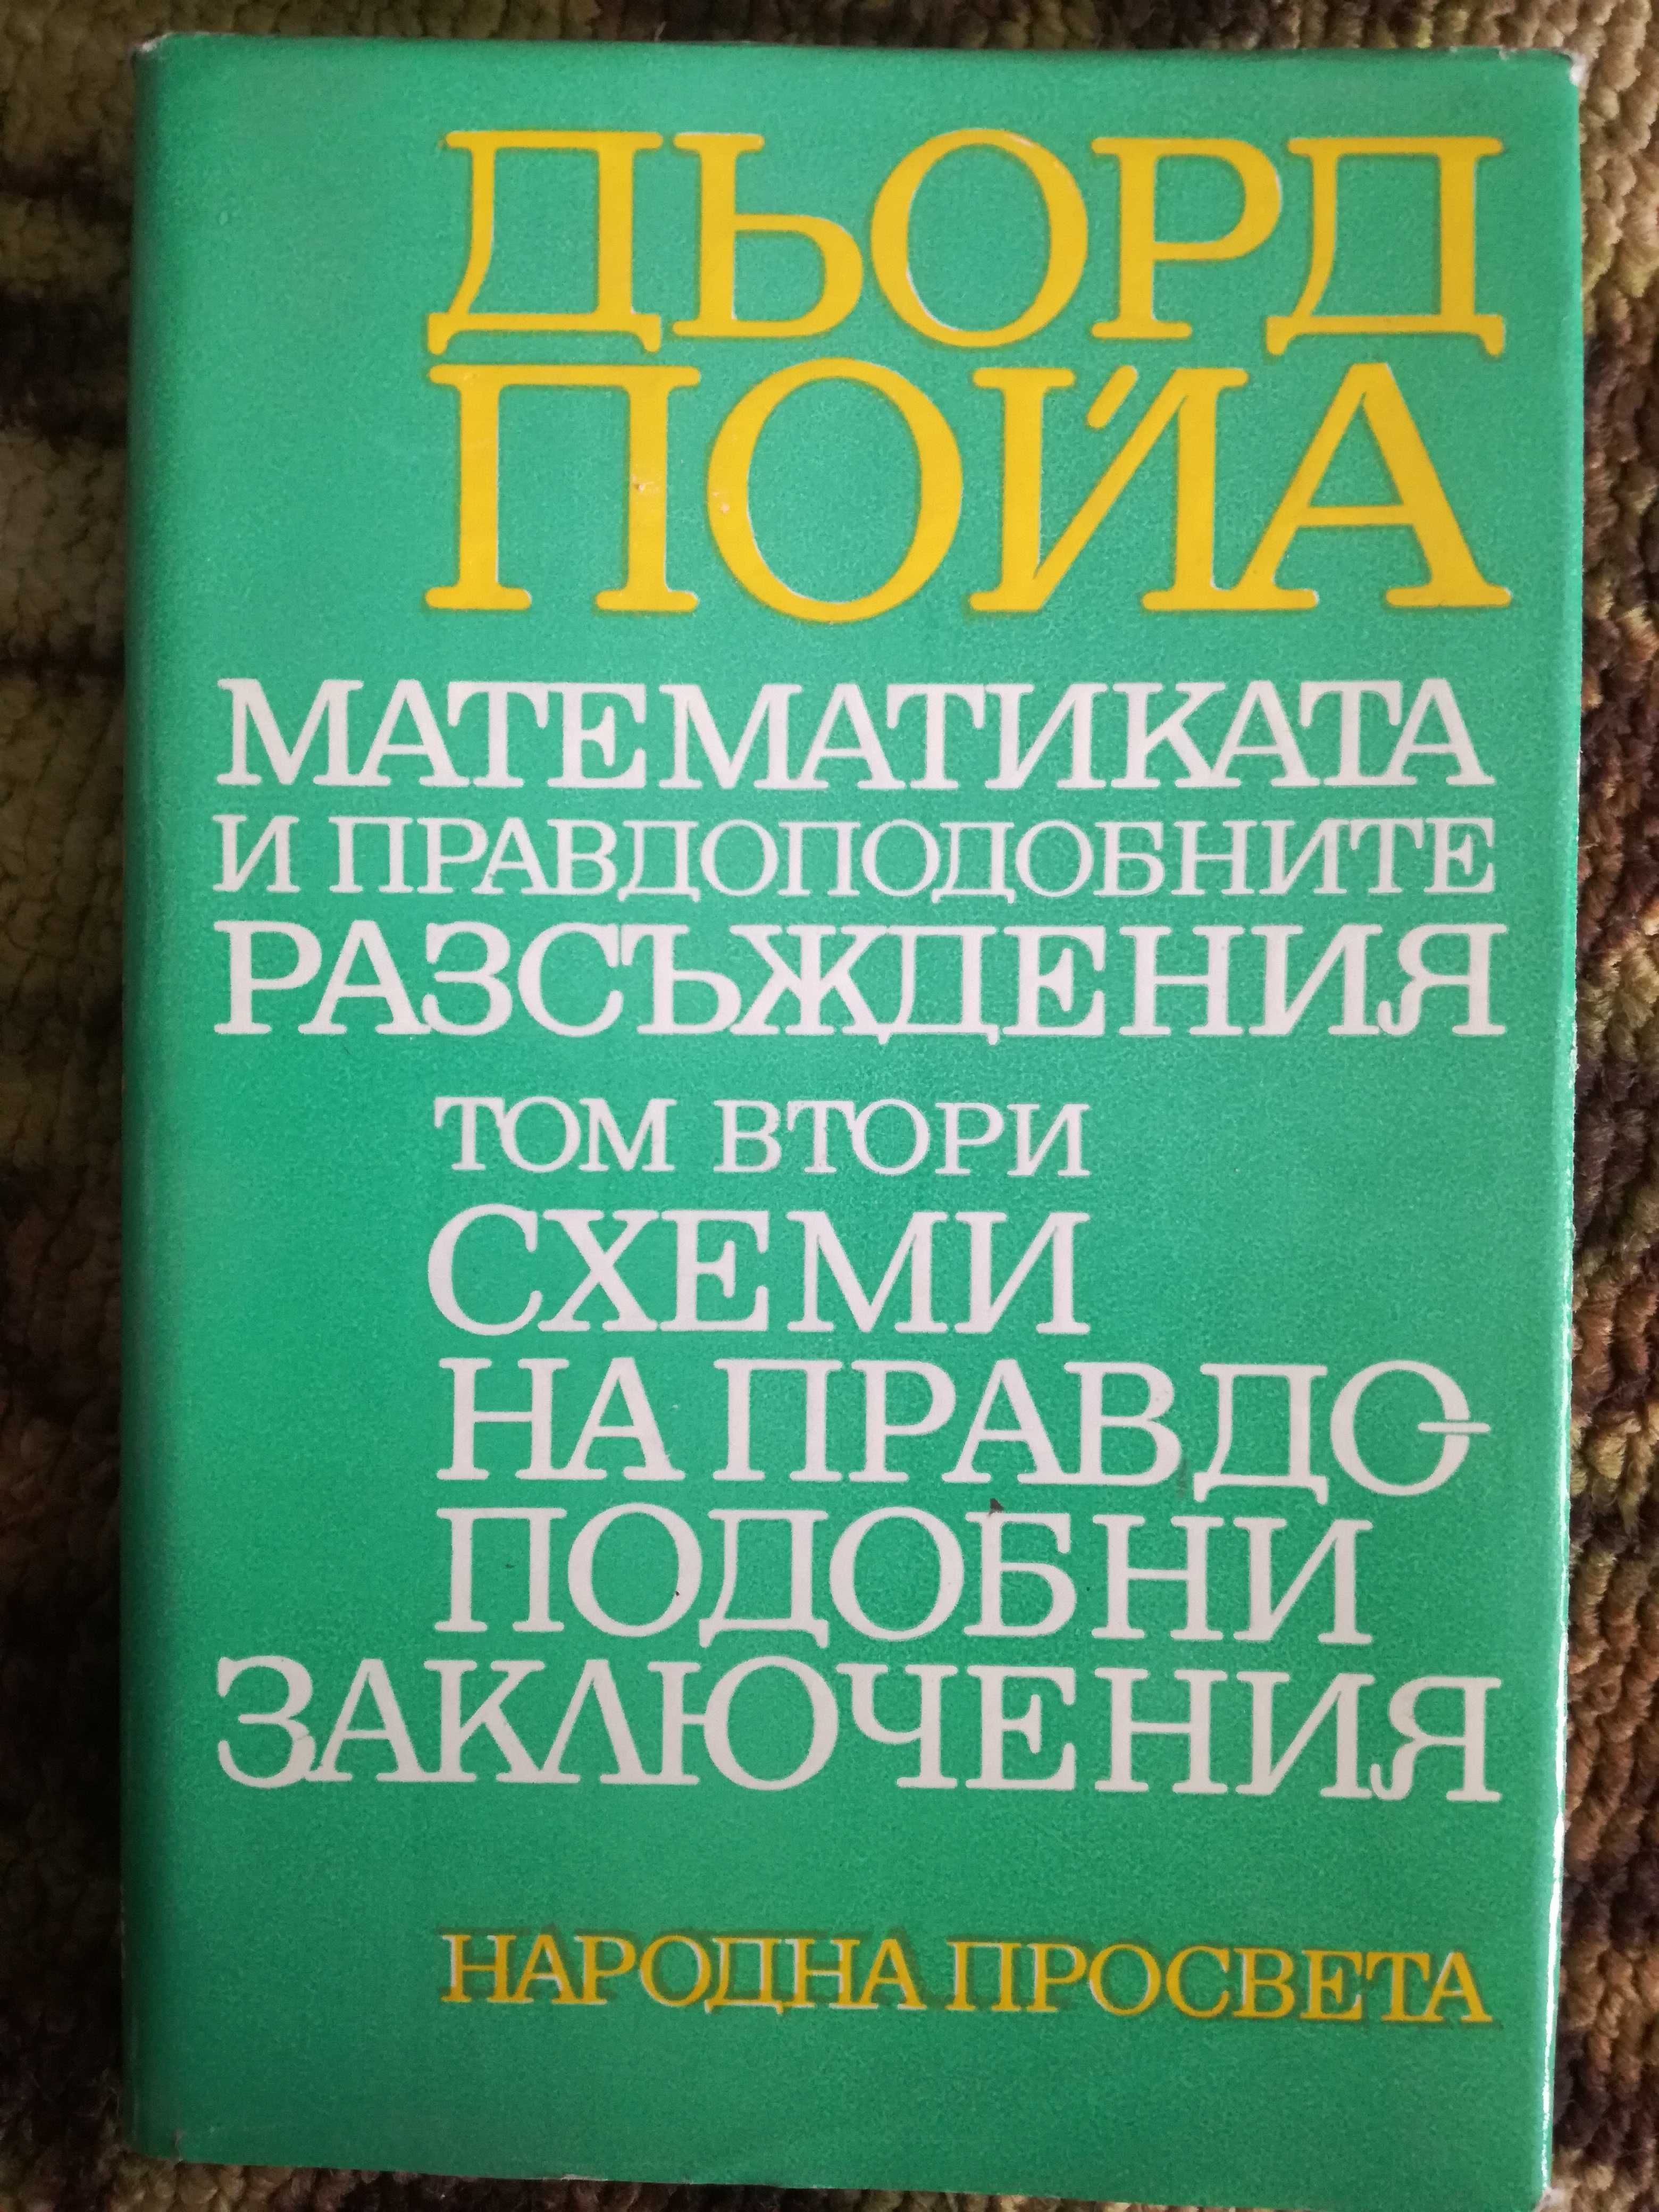 ДЬОРД
ПОЙА
МАТЕМАТИКАТА
И ПРАВДОПОДОБНИТЕ
РАЗСЪЖДЕНИЯ
ТОМ ВТОРИ
СХЕМИ
НА ПРАВДО-
ПОДОБНИ
ЗАКЛЮЧЕНИЯ
НАРОДНА ПРОСВЕТА